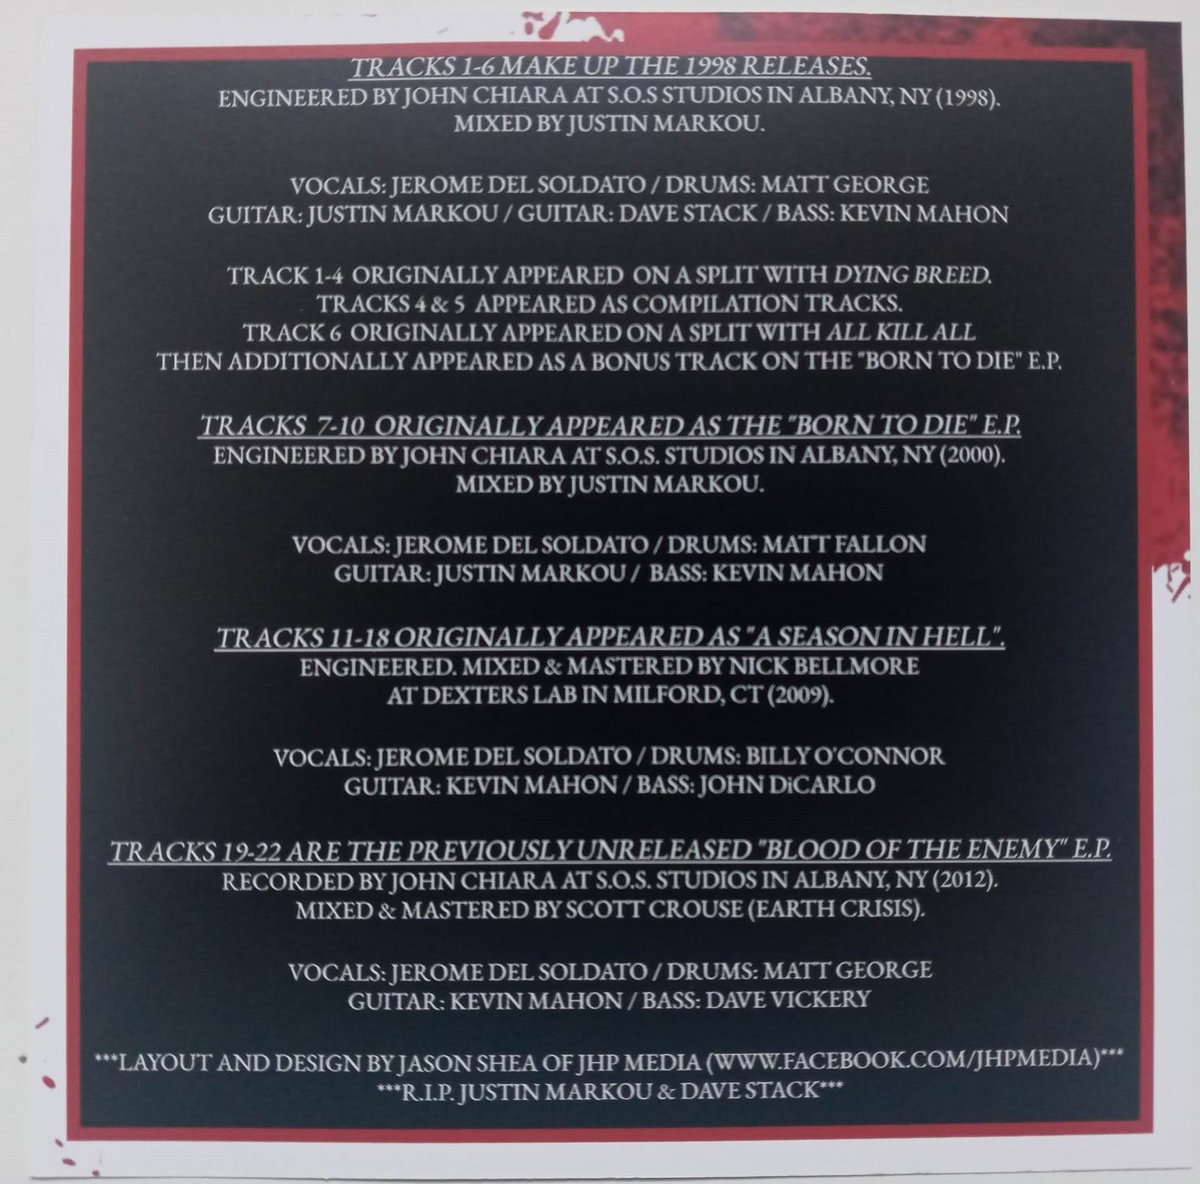 TRACKS 1-6 MAKE UP THE 1998 RELEASES.
ENGINEERED BY JOHN CHIARA AT S.O.S STUDIOS IN ALBANY, NY (1998).
MIXED BY JUSTIN MARKOU.
VOCALS: JEROME DEL SOLDATO / DRUMS: MATT GEORGE
GUITAR: JUSTIN MARKOU / GUITAR: DAVE STACK / BASS: KEVIN MAHON
TRACK 1-4 ORIGINALLY APPEARED ON A SPLIT WITH DYING BREED.
TRACKS 4 & 5 APPEARED AS COMPILATION TRACKS.
TRACK 6 ORIGINALLY APPEARED ON A SPLIT WITH ALL KILL ALL
THEN ADDITIONALLY APPEARED AS A BONUS TRACK ON THE "BORN TO DIE" E.P.
TRACKS 7-10 ORIGINALLY APPEARED AS THE "BORN TO DIE" E.P.
ENGINEERED BY JOHN CHIARA AT S.O.S. STUDIOS IN ALBANY, NY (2000).
MIXED BY JUSTIN MARKOU.
VOCALS: JEROME DEL SOLDATO / DRUMS: MATT FALLON
GUITAR: JUSTIN MARKOU / BASS: KEVIN MAHON
TRACKS 11-18 ORIGINALLY APPEARED AS "A SEASON IN HELL".
ENGINEERED. MIXED & MASTERED BY NICK BELLMORE
AT DEXTERS LAB IN MILFORD, CT (2009).
VOCALS: JEROME DEL SOLDATO / DRUMS: BILLY O'CONNOR
GUITAR: KEVIN MAHON / BASS: JOHN DiCARLO
TRACKS 19-22 ARE THE PREVIOUSLY UNRELEASED "BLOOD OF THE ENEMY" E.P.
RECORDED BY JOHN CHIARA AT S.O.S. STUDIOS IN ALBANY, NY (2012).
MIXED & MASTERED BY SCOTT CROUSE (EARTH CRISIS).
VOCALS: JEROME DEL SOLDATO / DRUMS: MATT GEORGE
GUITAR: KEVIN MAHON / BASS: DAVE VICKERY
***LAYOUT AND DESIGN BY JASON SHEA OF JHP MEDIA (WWW.FACEBOOK.COM/JHPMEDIA)***
***R.I.P. JUSTIN MARKOU & DAVE STACK***